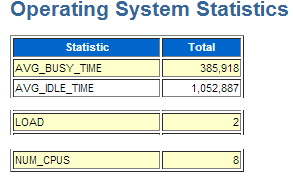 Operating System Statistics
Statistic Total
AVG_BUSY_TIME 385,918
AVG_IDLE_TIME 1,052,887
LOAD 2
NUM_CPUS 8